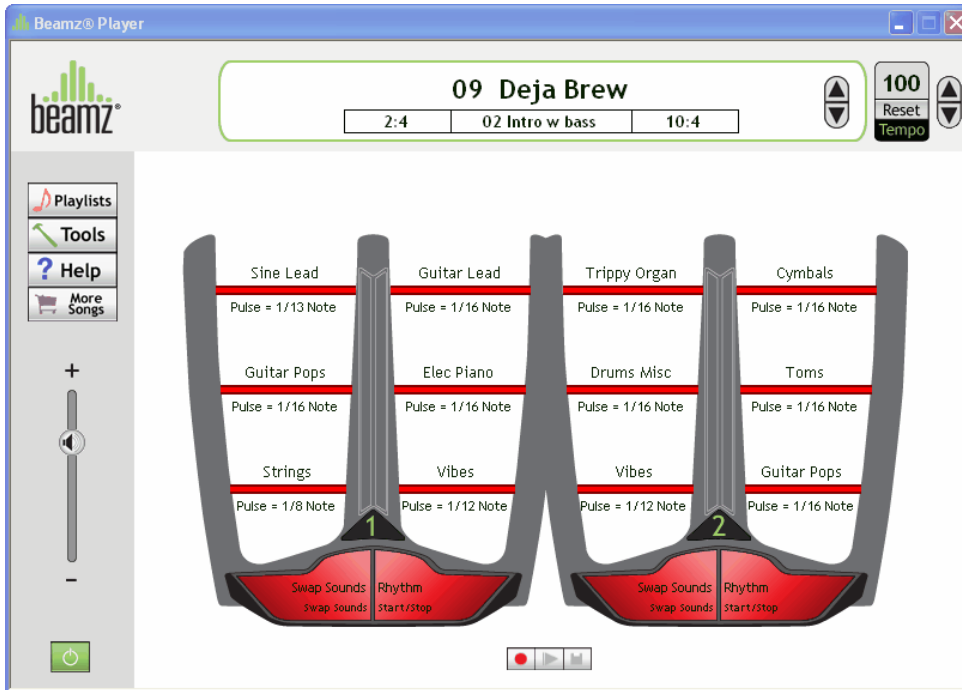 Beamz® Player
beamz®
09 Deja Brew
2:4 02 Intro w bass 10:4
100
Reset
Tempo
Playlists
Tools
? Help
More
Songs
+
−
Sine Lead Guitar Lead Trippy Organ Cymbals
Pulse = 1/13 Note Pulse = 1/16 Note Pulse = 1/16 Note Pulse = 1/16 Note
Guitar Pops Elec Piano Drums Misc Toms
Pulse = 1/16 Note Pulse = 1/16 Note Pulse = 1/16 Note Pulse = 1/16 Note
Strings Vibes Vibes Guitar Pops
Pulse = 1/8 Note Pulse = 1/12 Note Pulse = 1/12 Note Pulse = 1/16 Note
1 2
Swap Sounds Rhythm Swap Sounds Rhythm
Swap Sounds Start/Stop Swap Sounds Start/Stop